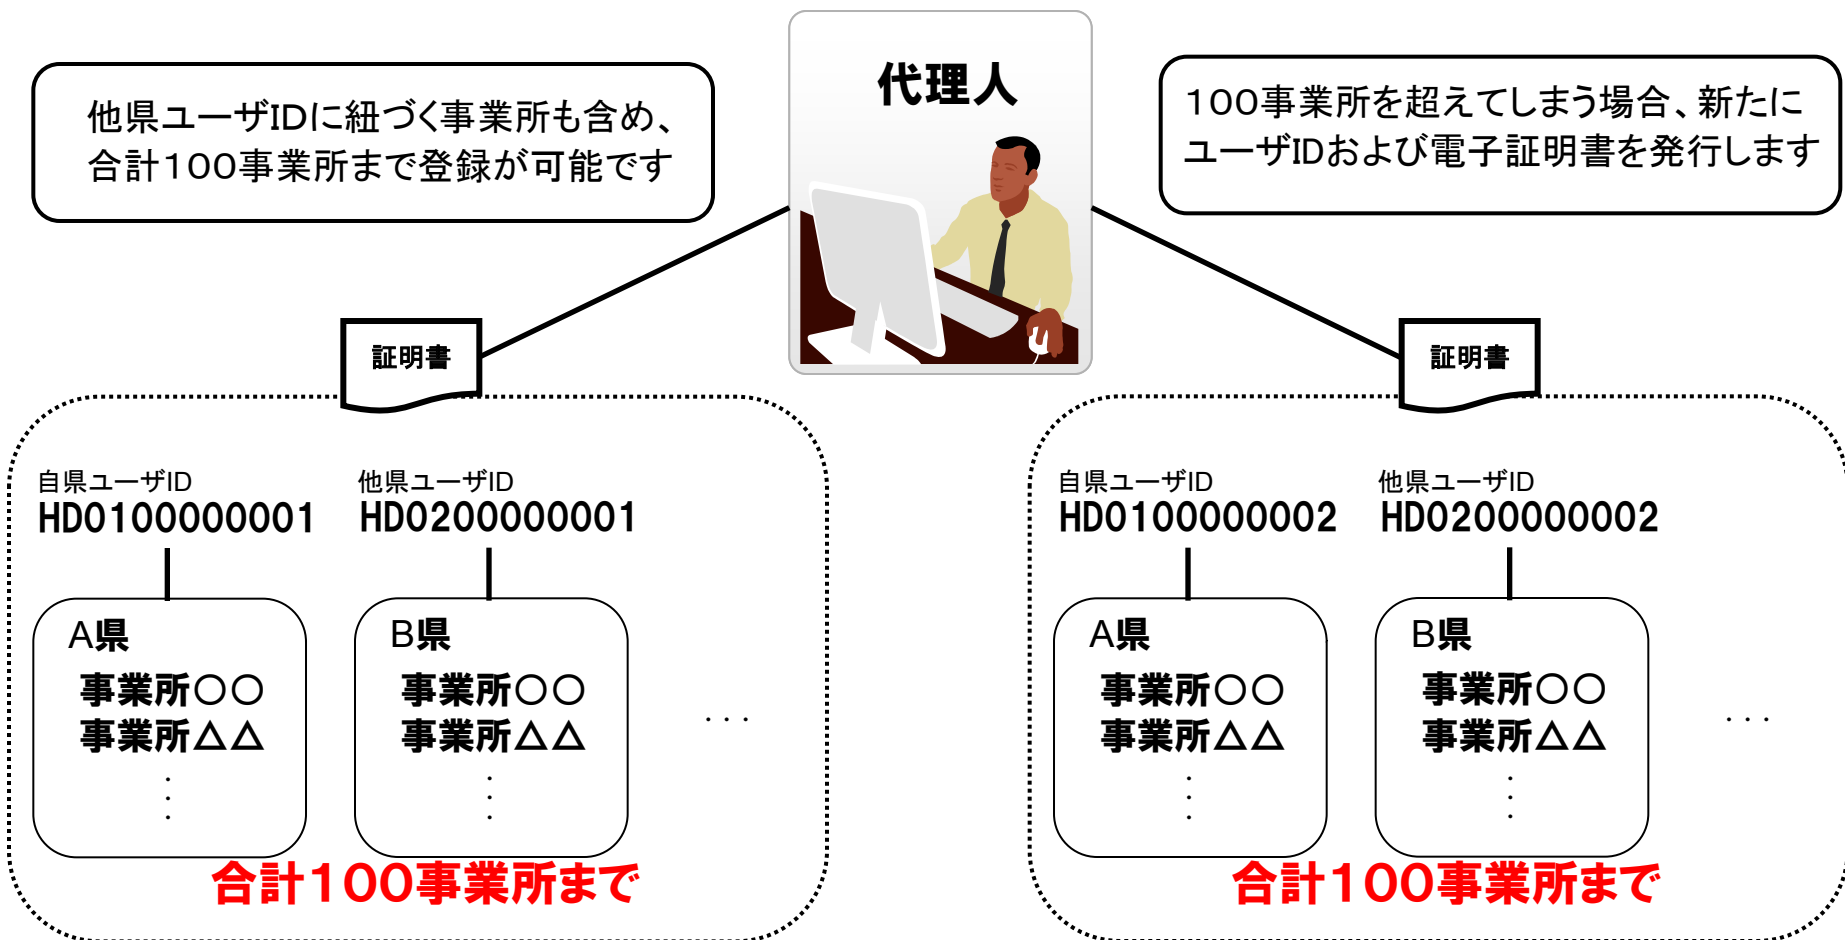 代理人
他県ユーザIDに紐づく事業所も含め、
合計100事業所まで登録が可能です
100事業所を超えてしまう場合、新たに
ユーザIDおよび電子証明書を発行します
証明書
自県ユーザID
HD0100000001
他県ユーザID
HD0200000001
A県
事業所○○
事業所△△
：
B県
事業所○○
事業所△△
：
・・・
合計100事業所まで
証明書
自県ユーザID
HD0100000002
他県ユーザID
HD0200000002
A県
事業所○○
事業所△△
：
B県
事業所○○
事業所△△
：
・・・
合計100事業所まで